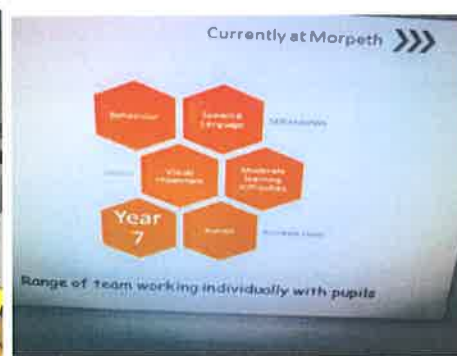 Currently at Morpeth
Behaviour
Speech &
Language
Visual
Impairment
Moderate
learning
difficulties
Year
7
Autism
Range of team working individually with pupils